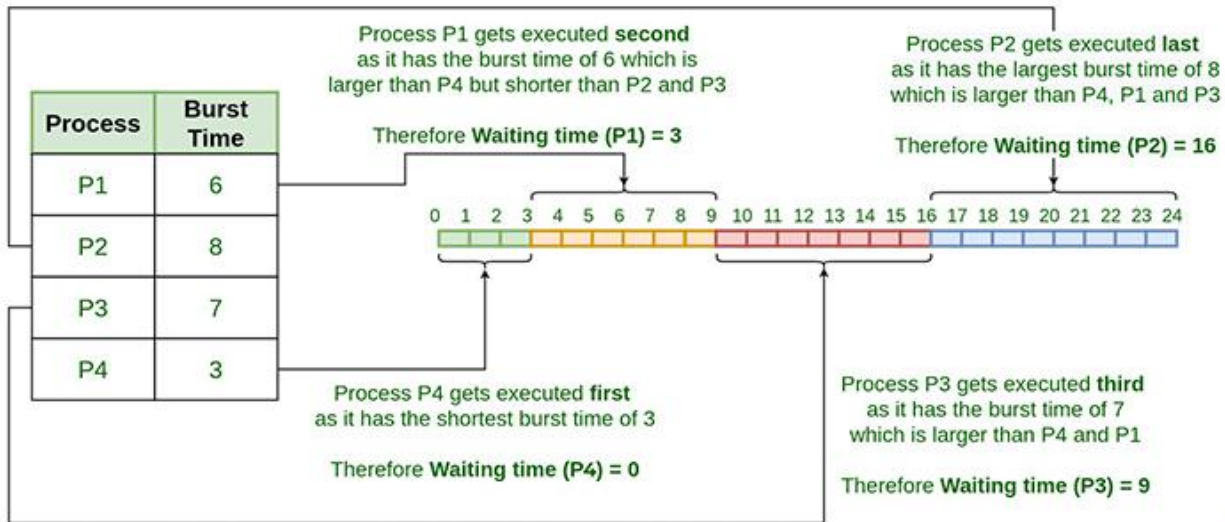 Process P1 gets executed second
as it has the burst time of 6 which is
larger than P4 but shorter than P2 and P3
Therefore Waiting time (P1) = 3
Process P2 gets executed last
as it has the largest burst time of 8
which is larger than P4, P1 and P3
Therefore Waiting time (P2) = 16
Process Burst Time
P1 6
P2 8
P3 7
P4 3
0 1 2 3 4 5 6 7 8 9 10 11 12 13 14 15 16 17 18 19 20 21 22 23 24
Process P4 gets executed first
as it has the shortest burst time of 3
Therefore Waiting time (P4) = 0
Process P3 gets executed third
as it has the burst time of 7
which is larger than P4 and P1
Therefore Waiting time (P3) = 9